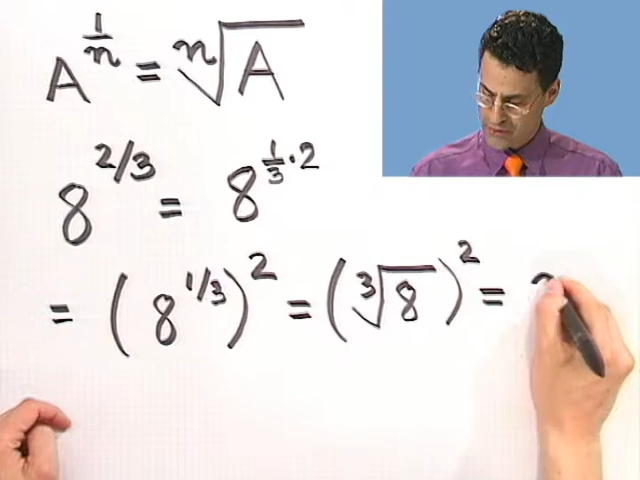 A^{1/n} = ⁿ√A
8^{2/3} = 8^{1/3·2}
= (8^{1/3})² = (³√8)² =